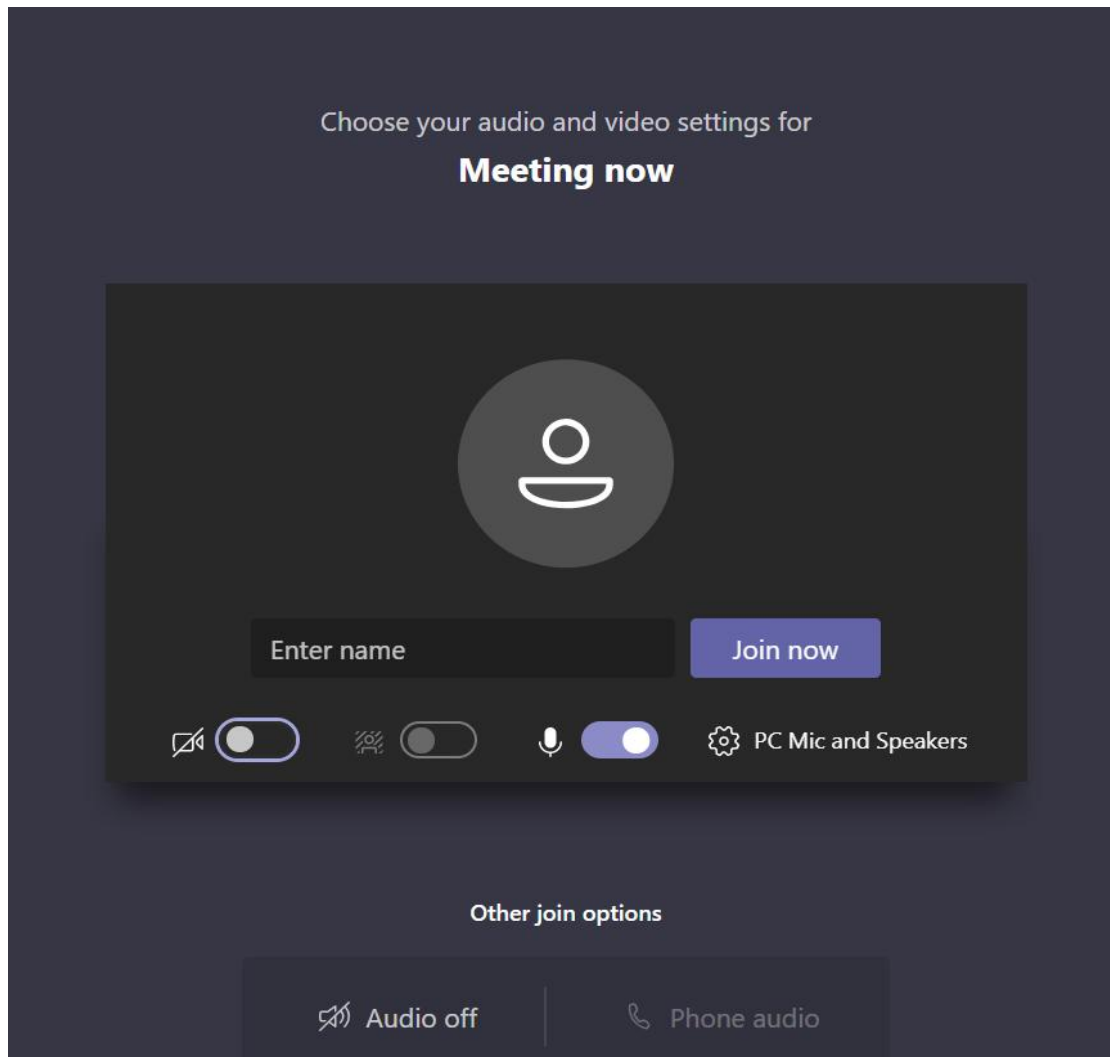 Choose your audio and video settings for
Meeting now
Enter name
Join now
PC Mic and Speakers
Other join options
Audio off
Phone audio